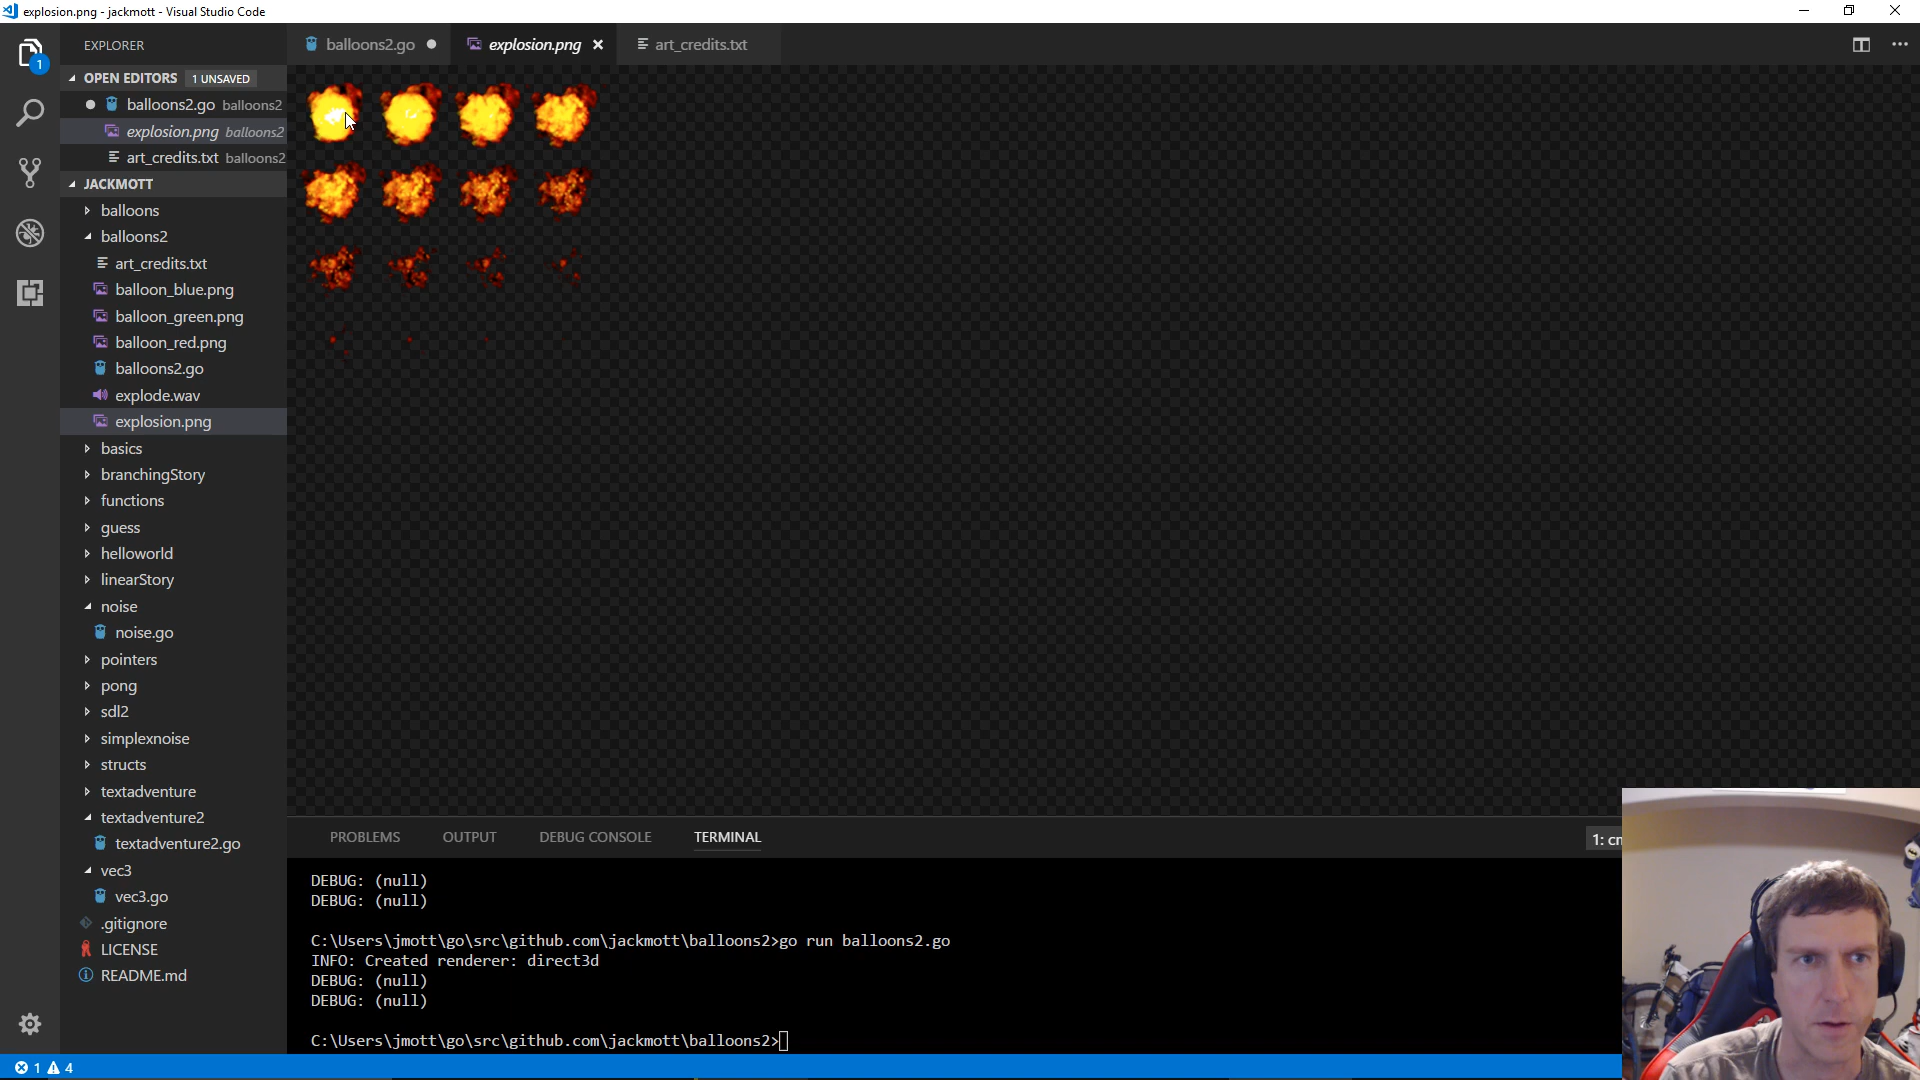 explosion.png - jackmott - Visual Studio Code
EXPLORER
balloons2.go
explosion.png
art_credits.txt
1
OPEN EDITORS 1 UNSAVED
balloons2.go balloons2
explosion.png balloons2
art_credits.txt balloons2
JACKMOTT
balloons
balloons2
art_credits.txt
balloon_blue.png
balloon_green.png
balloon_red.png
balloons2.go
explode.wav
explosion.png
basics
branchingStory
functions
guess
helloworld
linearStory
noise
noise.go
pointers
pong
sdl2
simplexnoise
structs
textadventure
textadventure2
textadventure2.go
vec3
vec3.go
.gitignore
LICENSE
README.md
PROBLEMS OUTPUT DEBUG CONSOLE TERMINAL
1: cm
DEBUG: (null)
DEBUG: (null)
C:\Users\jmott\go\src\github.com\jackmott\balloons2>go run balloons2.go
INFO: Created renderer: direct3d
DEBUG: (null)
DEBUG: (null)
C:\Users\jmott\go\src\github.com\jackmott\balloons2>
1 4